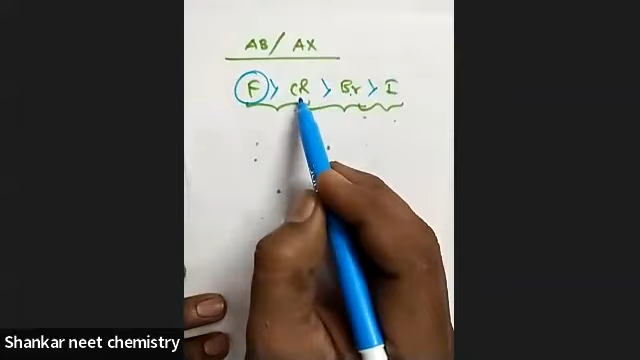 AB/ AX
F > Cl > Br > I
Shankar neet chemistry